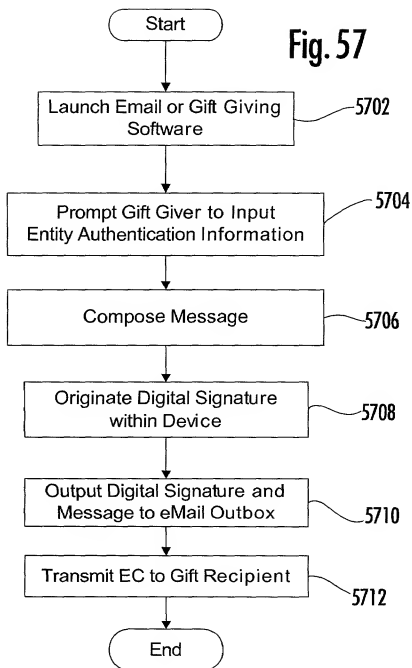 Start
Fig. 57
Launch Email or Gift Giving
Software
5702
Prompt Gift Giver to Input
Entity Authentication Information
5704
Compose Message
5706
Originate Digital Signature
within Device
5708
Output Digital Signature and
Message to eMail Outbox
5710
Transmit EC to Gift Recipient
5712
End